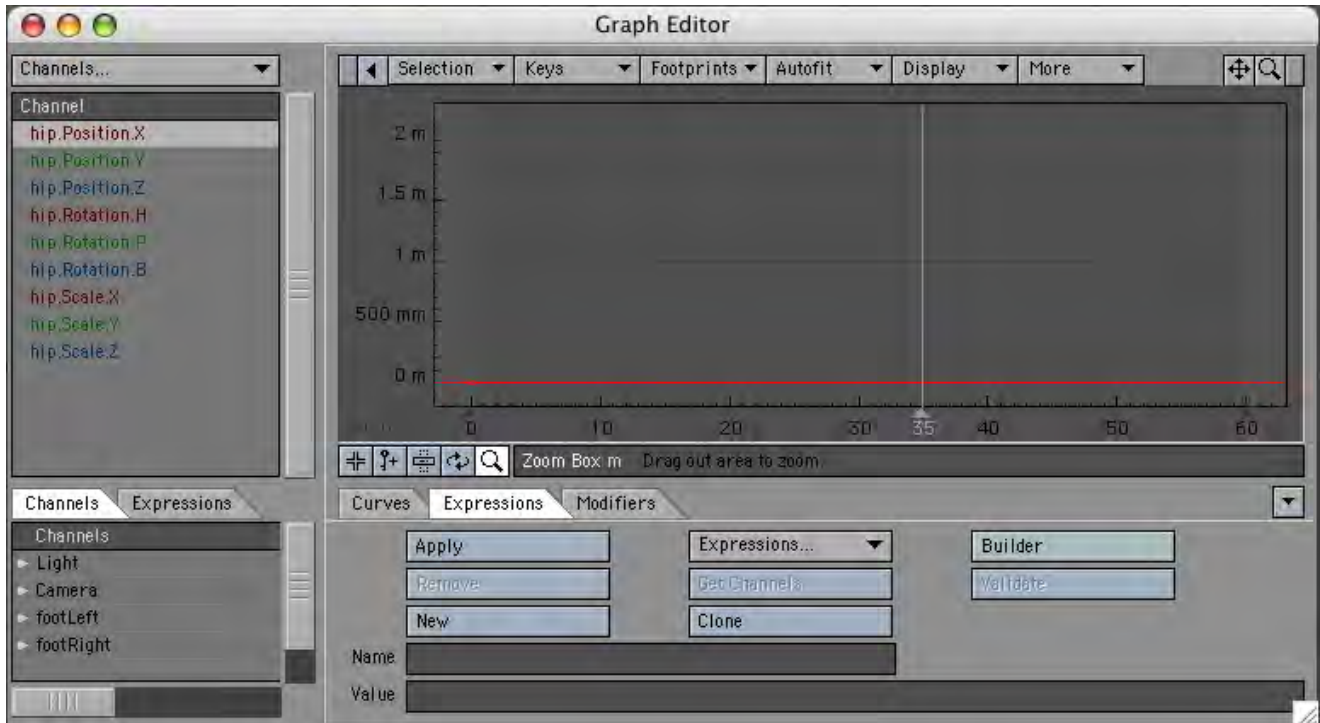 Graph Editor
Channels...
Selection Keys Footprints Autofit Display More
Channel
hip.Position.X
hip.Position.Y
hip.Position.Z
hip.Rotation.H
hip.Rotation.P
hip.Rotation.B
hip.Scale.X
hip.Scale.Y
hip.Scale.Z
2 m
1.5 m
1 m
500 mm
0 m
0 10 20 30 35 40 50 60
Zoom Box m Drag out area to zoom.
Channels Expressions
Channels
Light
Camera
footLeft
footRight
Curves Expressions Modifiers
Apply Expressions... Builder
Remove Get Channels Validate
New Clone
Name
Value